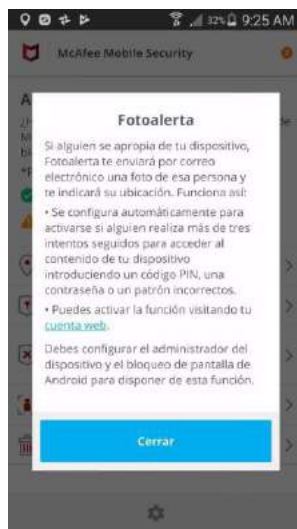 32% 9:25 AM
McAfee Mobile Security
Fotoalerta
Si alguien se apropia de tu dispositivo,
Fotoalerta te enviará por correo
electrónico una foto de esa persona y
te indicará su ubicación. Funciona así:
• Se configura automáticamente para
activarse si alguien realiza más de tres
intentos seguidos para acceder al
contenido de tu dispositivo
introduciendo un código PIN, una
contraseña o un patrón incorrectos.
• Puedes activar la función visitando tu
cuenta web.
Debes configurar el administrador del
dispositivo y el bloqueo de pantalla de
Android para disponer de esta función.
Cerrar